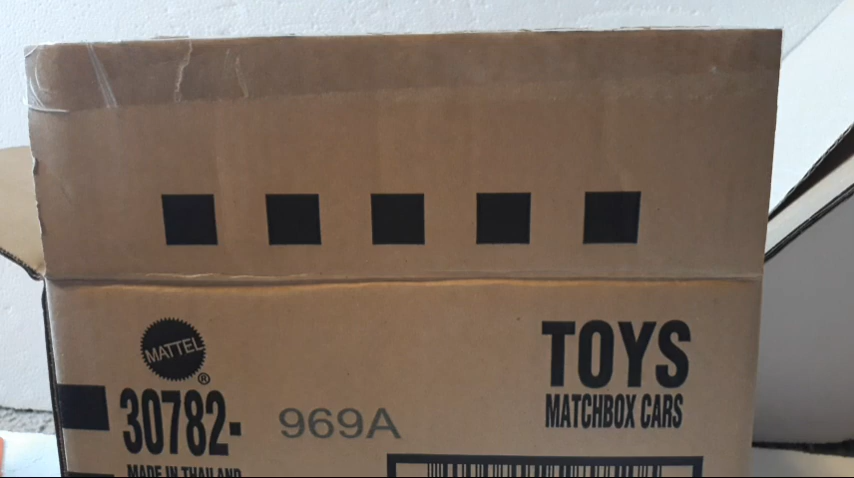 MATTEL
®
TOYS
MATCHBOX CARS
30782- 969A
MADE IN THAILAND